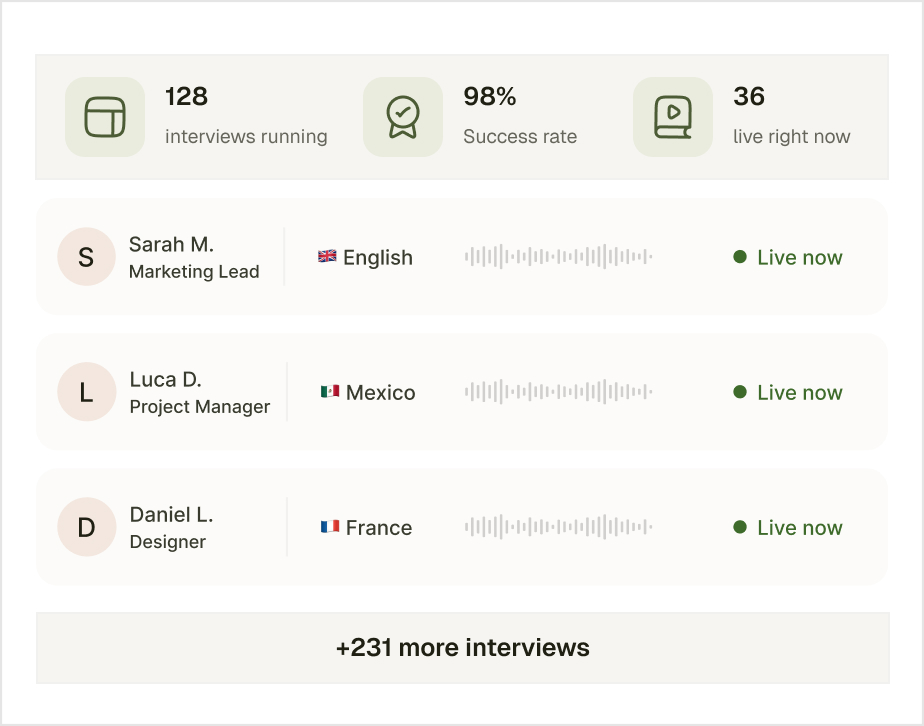 128
interviews running
98%
Success rate
36
live right now
S
Sarah M.
Marketing Lead
English
Live now
L
Luca D.
Project Manager
Mexico
Live now
D
Daniel L.
Designer
France
Live now
+231 more interviews